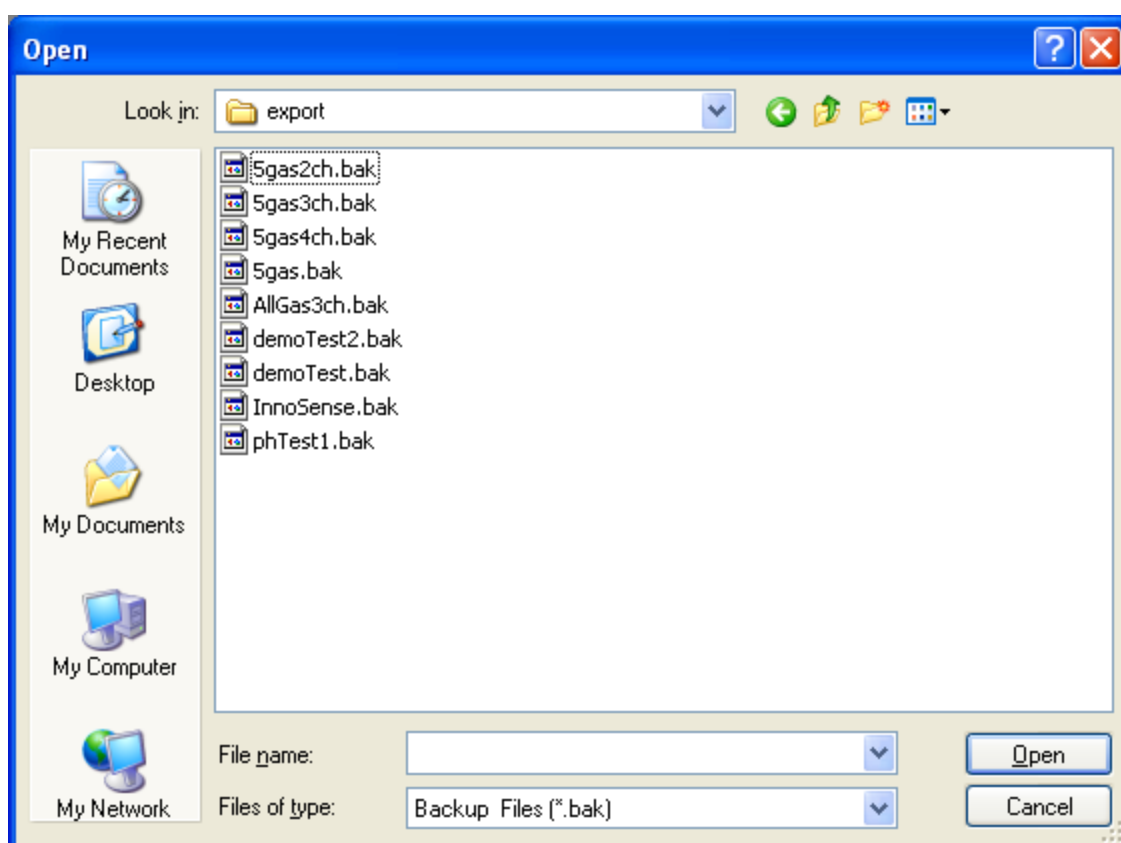 Open
Look in:
export
My Recent
Documents
Desktop
My Documents
My Computer
My Network
5gas2ch.bak
5gas3ch.bak
5gas4ch.bak
5gas.bak
AllGas3ch.bak
demoTest2.bak
demoTest.bak
InnoSense.bak
phTest1.bak
File name:
Open
Files of type:
Backup Files (*.bak)
Cancel